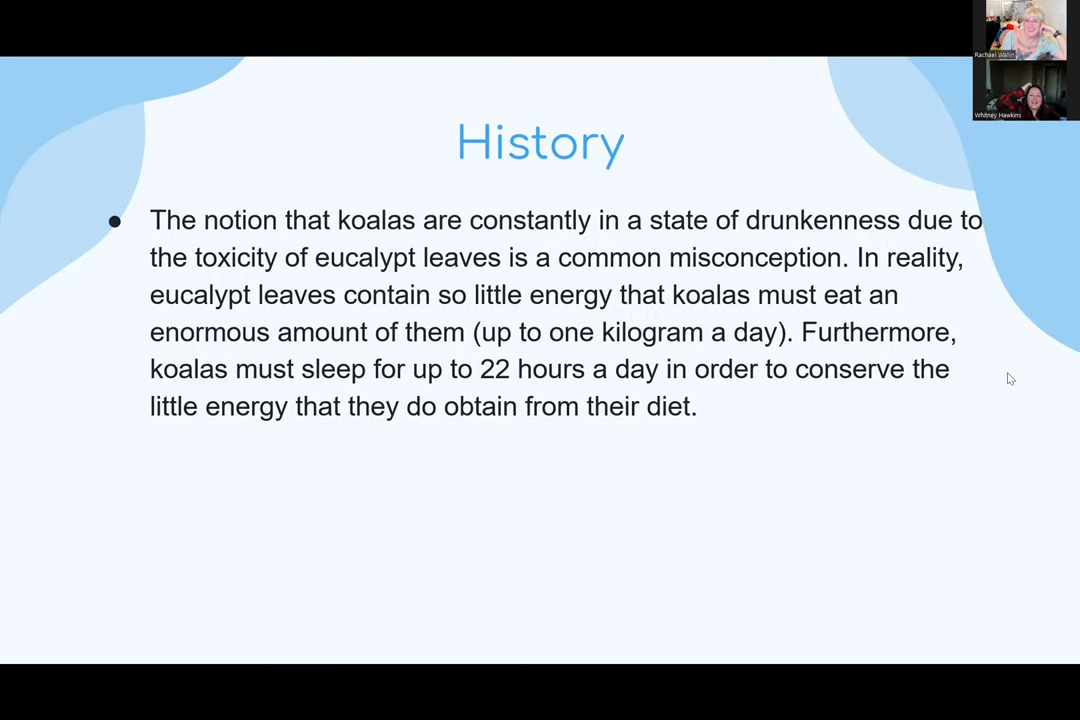 Rachael Wallin
Whitney Hawkins
History
● The notion that koalas are constantly in a state of drunkenness due to
the toxicity of eucalypt leaves is a common misconception. In reality,
eucalypt leaves contain so little energy that koalas must eat an
enormous amount of them (up to one kilogram a day). Furthermore,
koalas must sleep for up to 22 hours a day in order to conserve the
little energy that they do obtain from their diet.